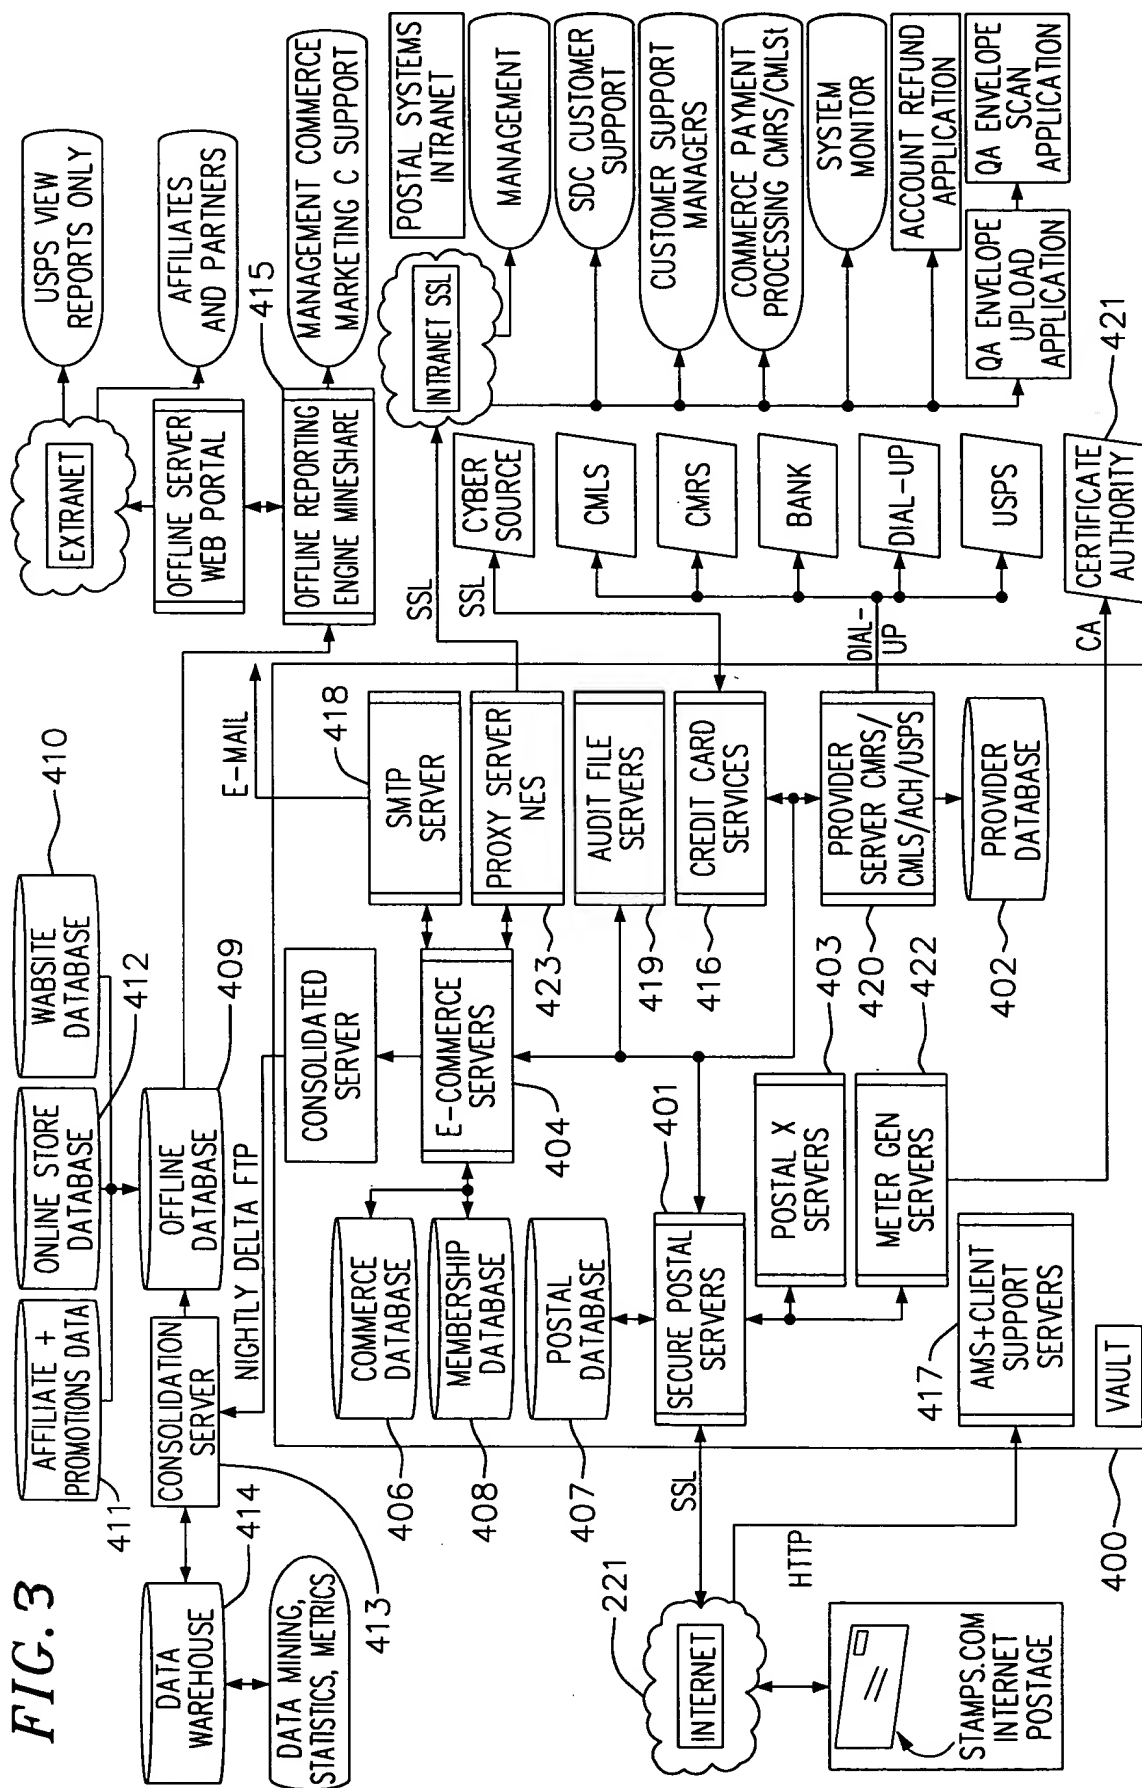 FIG. 3
DATA
WAREHOUSE
414
DATA MINING,
STATISTICS, METRICS
413
AFFILIATE +
PROMOTIONS DATA
411
CONSOLIDATION
SERVER
ONLINE STORE
DATABASE
412
WABSITE
DATABASE
410
OFFLINE
DATABASE
409
NIGHTLY DELTA FTP
E-MAIL
EXTRANET
USPS VIEW
REPORTS ONLY
AFFILIATES
AND PARTNERS
OFFLINE SERVER
WEB PORTAL
415
OFFLINE REPORTING
ENGINE MINESHARE
MANAGEMENT COMMERCE
MARKETING C SUPPORT
CONSOLIDATED
SERVER
SMTP
SERVER
418
SSL
INTRANET SSL
POSTAL SYSTEMS
INTRANET
COMMERCE
DATABASE
406
MEMBERSHIP
DATABASE
408
E-COMMERCE
SERVERS
404
PROXY SERVER
NES
423
SSL
CYBER
SOURCE
MANAGEMENT
SDC CUSTOMER
SUPPORT
POSTAL
DATABASE
407
AUDIT FILE
SERVERS
419
CMLS
CUSTOMER SUPPORT
MANAGERS
SSL
SECURE POSTAL
SERVERS
401
CREDIT CARD
SERVICES
416
CMRS
COMMERCE PAYMENT
PROCESSING CMRS/CMLSt
221
INTERNET
HTTP
POSTAL X
SERVERS
403
PROVIDER
SERVER CMRS/
CMLS/ACH/USPS
420
DIAL-
UP
BANK
SYSTEM
MONITOR
METER GEN
SERVERS
422
DIAL-UP
ACCOUNT REFUND
APPLICATION
STAMPS.COM
INTERNET
POSTAGE
417
AMS+CLIENT
SUPPORT
SERVERS
PROVIDER
DATABASE
402
USPS
QA ENVELOPE
UPLOAD
APPLICATION
QA ENVELOPE
SCAN
APPLICATION
400
VAULT
CA
CERTIFICATE
AUTHORITY
421